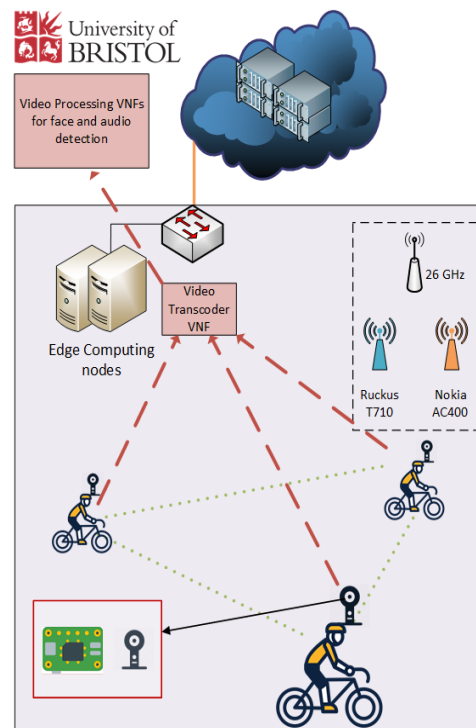 University of
BRISTOL
Video Processing VNFs
for face and audio
detection
26 GHz
Video
Transcoder
VNF
Edge Computing
nodes
Ruckus
T710
Nokia
AC400